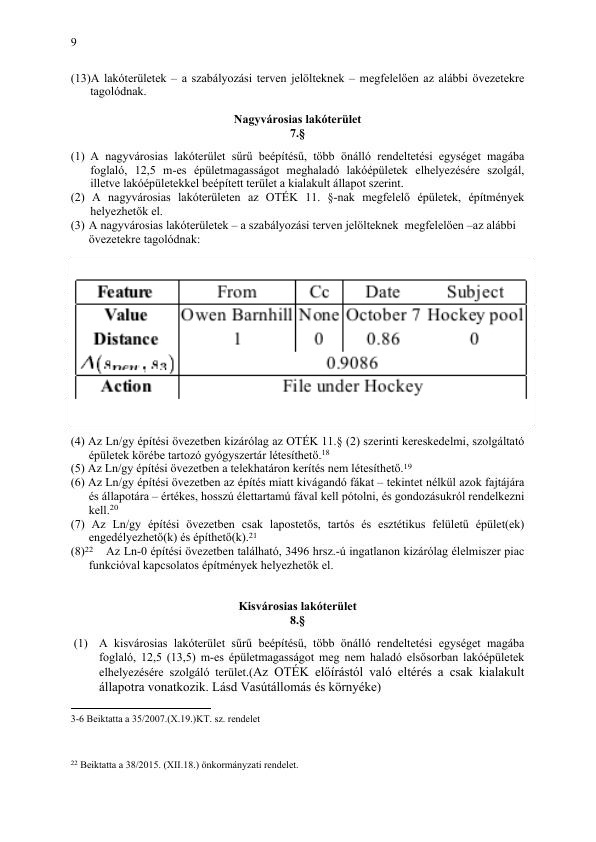 9
(13)A lakóterületek – a szabályozási terven jelölteknek – megfelelően az alábbi övezetekre
tagolódnak.
Nagyvárosias lakóterület
7.§
(1) A nagyvárosias lakóterület sűrű beépítésű, több önálló rendeltetési egységet magába
foglaló, 12,5 m-es épületmagasságot meghaladó lakóépületek elhelyezésére szolgál,
illetve lakóépületekkel beépített terület a kialakult állapot szerint.
(2) A nagyvárosias lakóterületen az OTÉK 11. §-nak megfelelő épületek, építmények
helyezhetők el.
(3) A nagyvárosias lakóterületek – a szabályozási terven jelölteknek megfelelően –az alábbi
övezetekre tagolódnak:
Feature From Cc Date Subject
Value Owen Barnhill None October 7 Hockey pool
Distance 1 0 0.86 0
0.9086
Action File under Hockey
(4) Az Ln/gy építési övezetben kizárólag az OTÉK 11.§ (2) szerinti kereskedelmi, szolgáltató
épületek körébe tartozó gyógyszertár létesíthető.18
(5) Az Ln/gy építési övezetben a telekhatáron kerítés nem létesíthető.19
(6) Az Ln/gy építési övezetben az építés miatt kivágandó fákat – tekintet nélkül azok fajtájára
és állapotára – értékes, hosszú élettartamú fával kell pótolni, és gondozásukról rendelkezni
kell.20
(7) Az Ln/gy építési övezetben csak lapostetős, tartós és esztétikus felületű épület(ek)
engedélyezhető(k) és építhető(k).21
(8)22 Az Ln-0 építési övezetben található, 3496 hrsz.-ú ingatlanon kizárólag élelmiszer piac
funkcióval kapcsolatos építmények helyezhetők el.
Kisvárosias lakóterület
8.§
(1) A kisvárosias lakóterület sűrű beépítésű, több önálló rendeltetési egységet magába
foglaló, 12,5 (13,5) m-es épületmagasságot meg nem haladó elsősorban lakóépületek
elhelyezésére szolgáló terület.(Az OTÉK előírástól való eltérés a csak kialakult
állapotra vonatkozik. Lásd Vasútállomás és környéke)
3-6 Beiktatta a 35/2007.(X.19.)KT. sz. rendelet
22 Beiktatta a 38/2015. (XII.18.) önkormányzati rendelet.